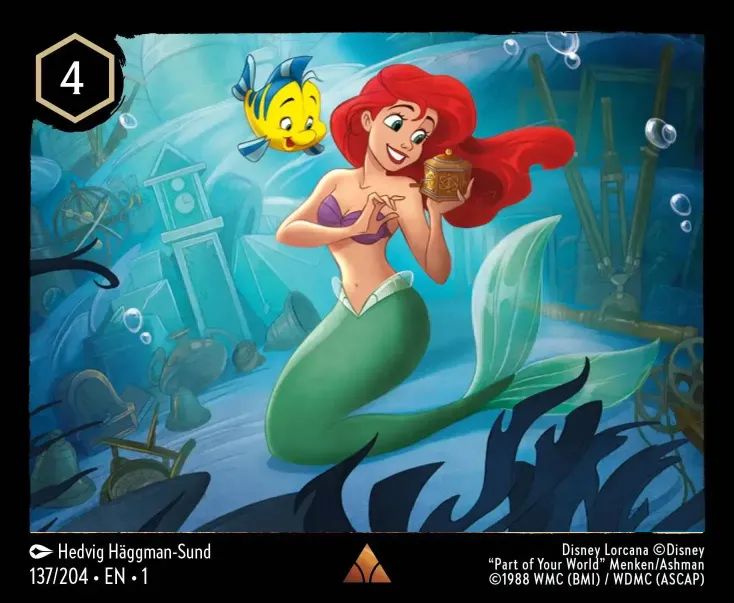 4
Hedvig Häggman-Sund
137/204 • EN • 1
Disney Lorcana ©Disney
“Part of Your World” Menken/Ashman
©1988 WMC (BMI) / WDMC (ASCAP)